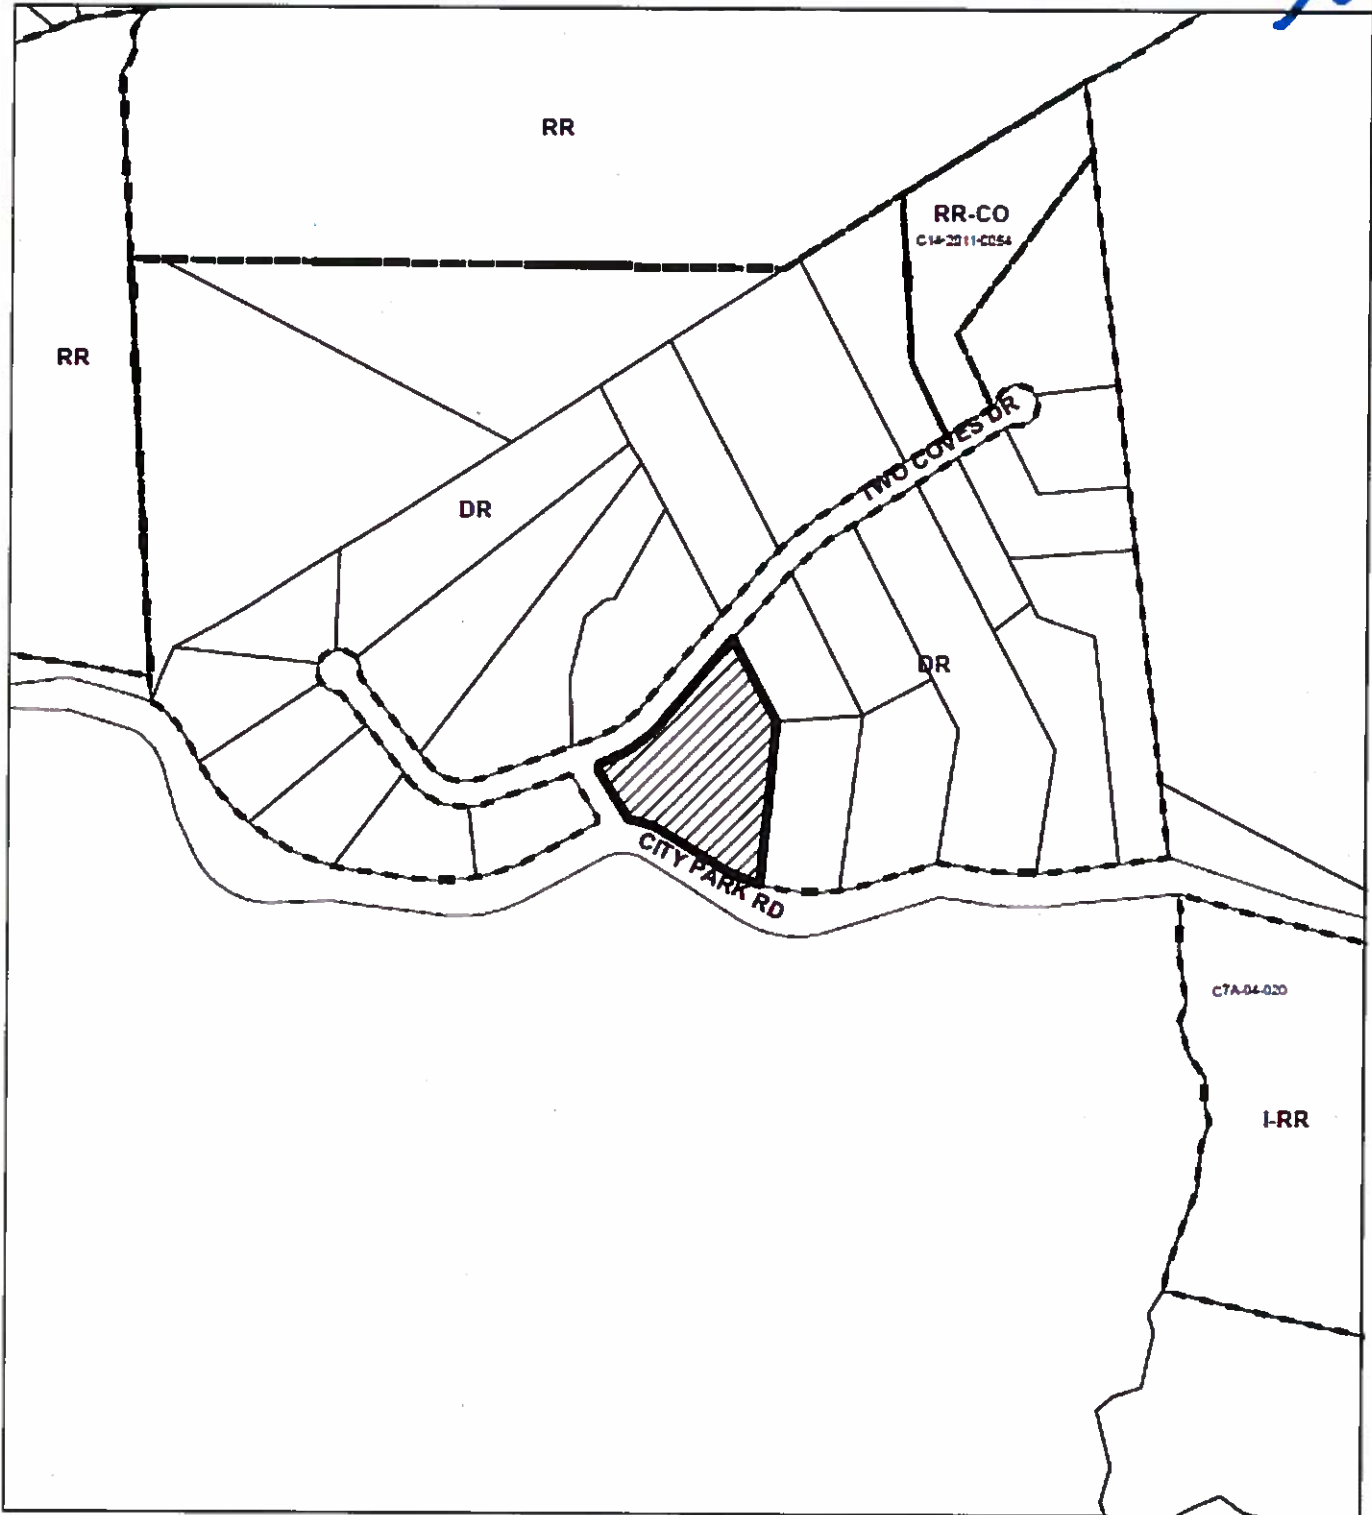 RR
RR-CO
C14-2011-0054
RR
TWO COVES DR
DR
DR
CITY PARK RD
C7A-04-020
I-RR